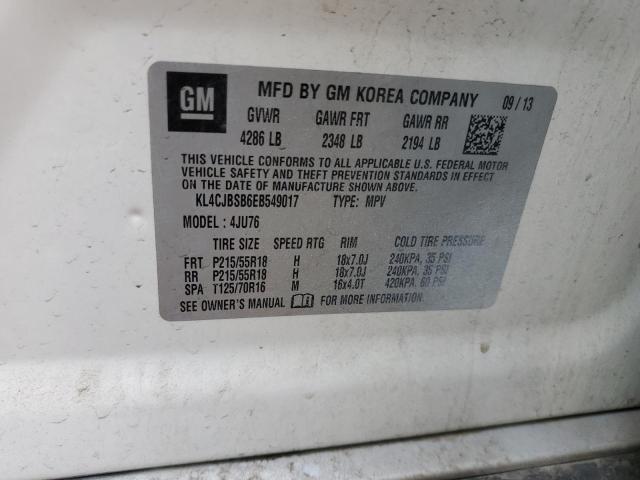 GM MFD BY GM KOREA COMPANY 09/13
GVWR GAWR FRT GAWR RR
4286 LB 2348 LB 2194 LB
THIS VEHICLE CONFORMS TO ALL APPLICABLE U.S. FEDERAL MOTOR
VEHICLE SAFETY AND THEFT PREVENTION STANDARDS IN EFFECT ON
THE DATE OF MANUFACTURE SHOWN ABOVE.
KL4CJBSB6EB549017 TYPE: MPV
MODEL: 4JU76
TIRE SIZE SPEED RTG RIM COLD TIRE PRESSURE
FRT P215/55R18 H 18x7.0J 240KPA, 35 PSI
RR P215/55R18 H 18x7.0J 240KPA, 35 PSI
SPA T125/70R16 M 16x4.0T 420KPA, 60 PSI
SEE OWNER'S MANUAL FOR MORE INFORMATION.